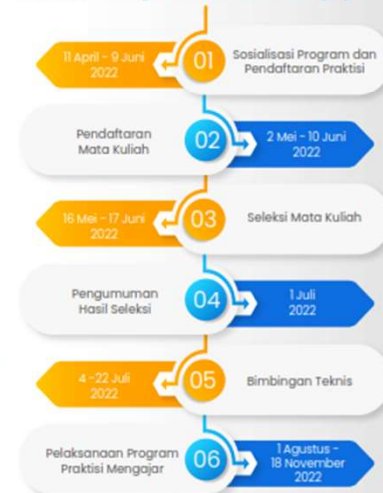 11 April - 9 Juni
2022
01
Sosialisasi Program dan
Pendaftaran Praktisi
Pendaftaran
Mata Kuliah
02
2 Mei - 10 Juni
2022
16 Mei - 17 Juni
2022
03
Seleksi Mata Kuliah
Pengumuman
Hasil Seleksi
04
1 Juli
2022
4 -22 Juli
2022
05
Bimbingan Teknis
Pelaksanaan Program
Praktisi Mengajar
06
1 Agustus -
18 November
2022